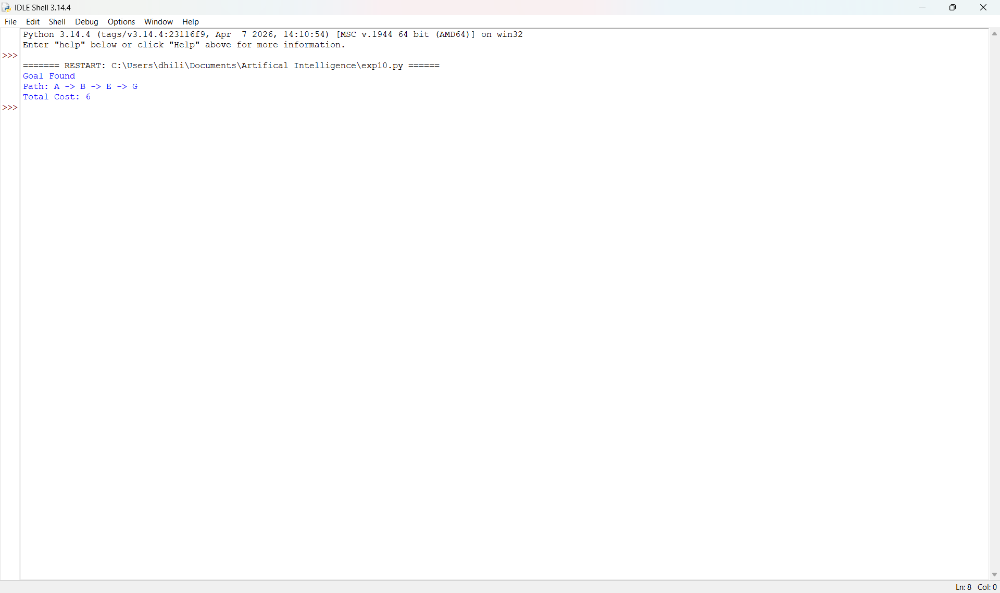 IDLE Shell 3.14.4
File Edit Shell Debug Options Window Help
Python 3.14.4 (tags/v3.14.4:23116f9, Apr  7 2026, 14:10:54) [MSC v.1944 64 bit (AMD64)] on win32
Enter "help" below or click "Help" above for more information.
>>>
======= RESTART: C:\Users\dhili\Documents\Artifical Intelligence\exp10.py ======
Goal Found
Path: A -> B -> E -> G
Total Cost: 6
>>>
Ln: 8 Col: 0